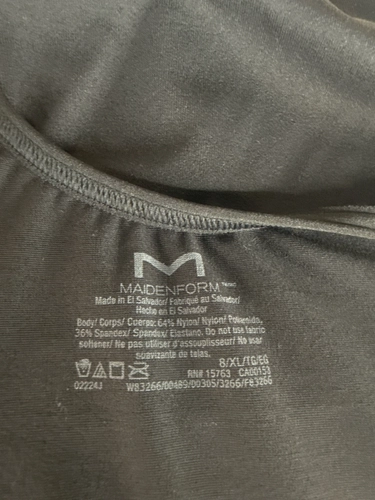 M
MAIDENFORM
Made in El Salvador/ Fabriqué au Salvador/
Hecho en El Salvador
Body/ Corps/ Cuerpo: 64% Nylon/ Nylon/ Poliamida,
36% Spandex/ Spandex/ Elastano. Do not use fabric
softener/ Ne pas utiliser d'assouplisseur/ No usar
suavizante de telas.
8/XL/TG/EG
RN# 15763 CA00153
02224J W83266/00489/00305/3266/FB3266